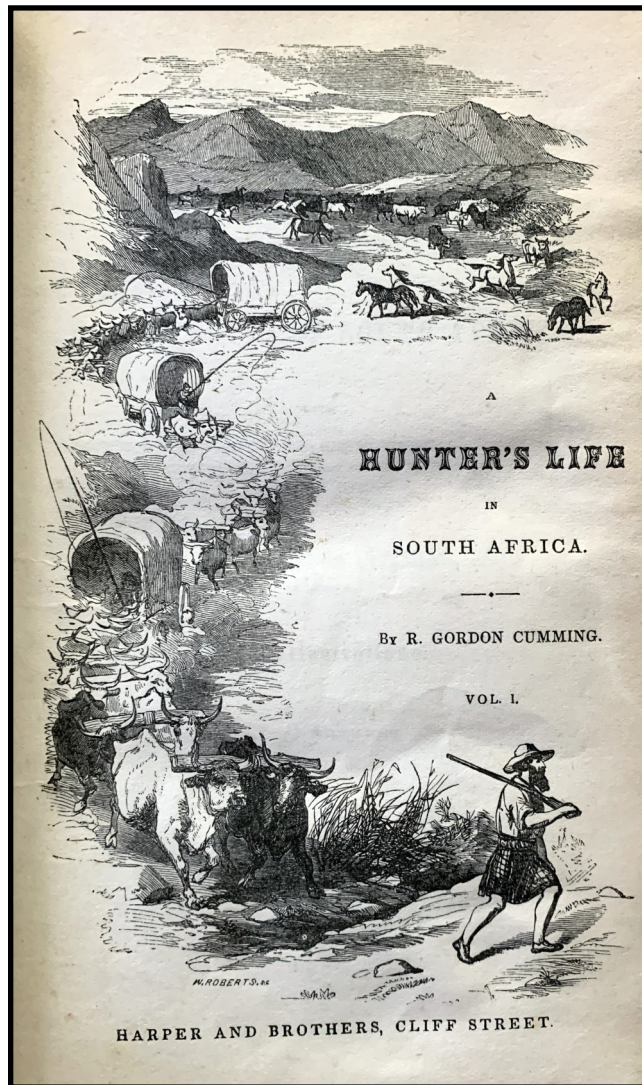 A
HUNTER'S LIFE
IN
SOUTH AFRICA.
By R. GORDON CUMMING.
VOL. I.
W. ROBERTS. sc
HARPER AND BROTHERS, CLIFF STREET.